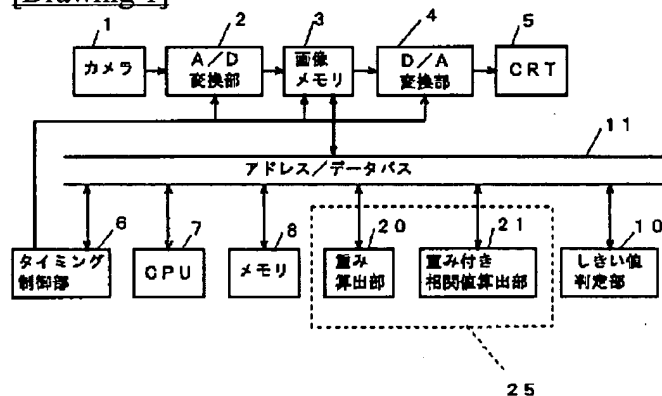 [Drawing 1]
1
2
3
4
5
カメラ
A/D
変換部
画像
メモリ
D/A
変換部
CRT
11
アドレス/データバス
6
7
8
20
21
10
タイミング
制御部
CPU
メモリ
重み
算出部
重み付き
相関値算出部
しきい値
判定部
25